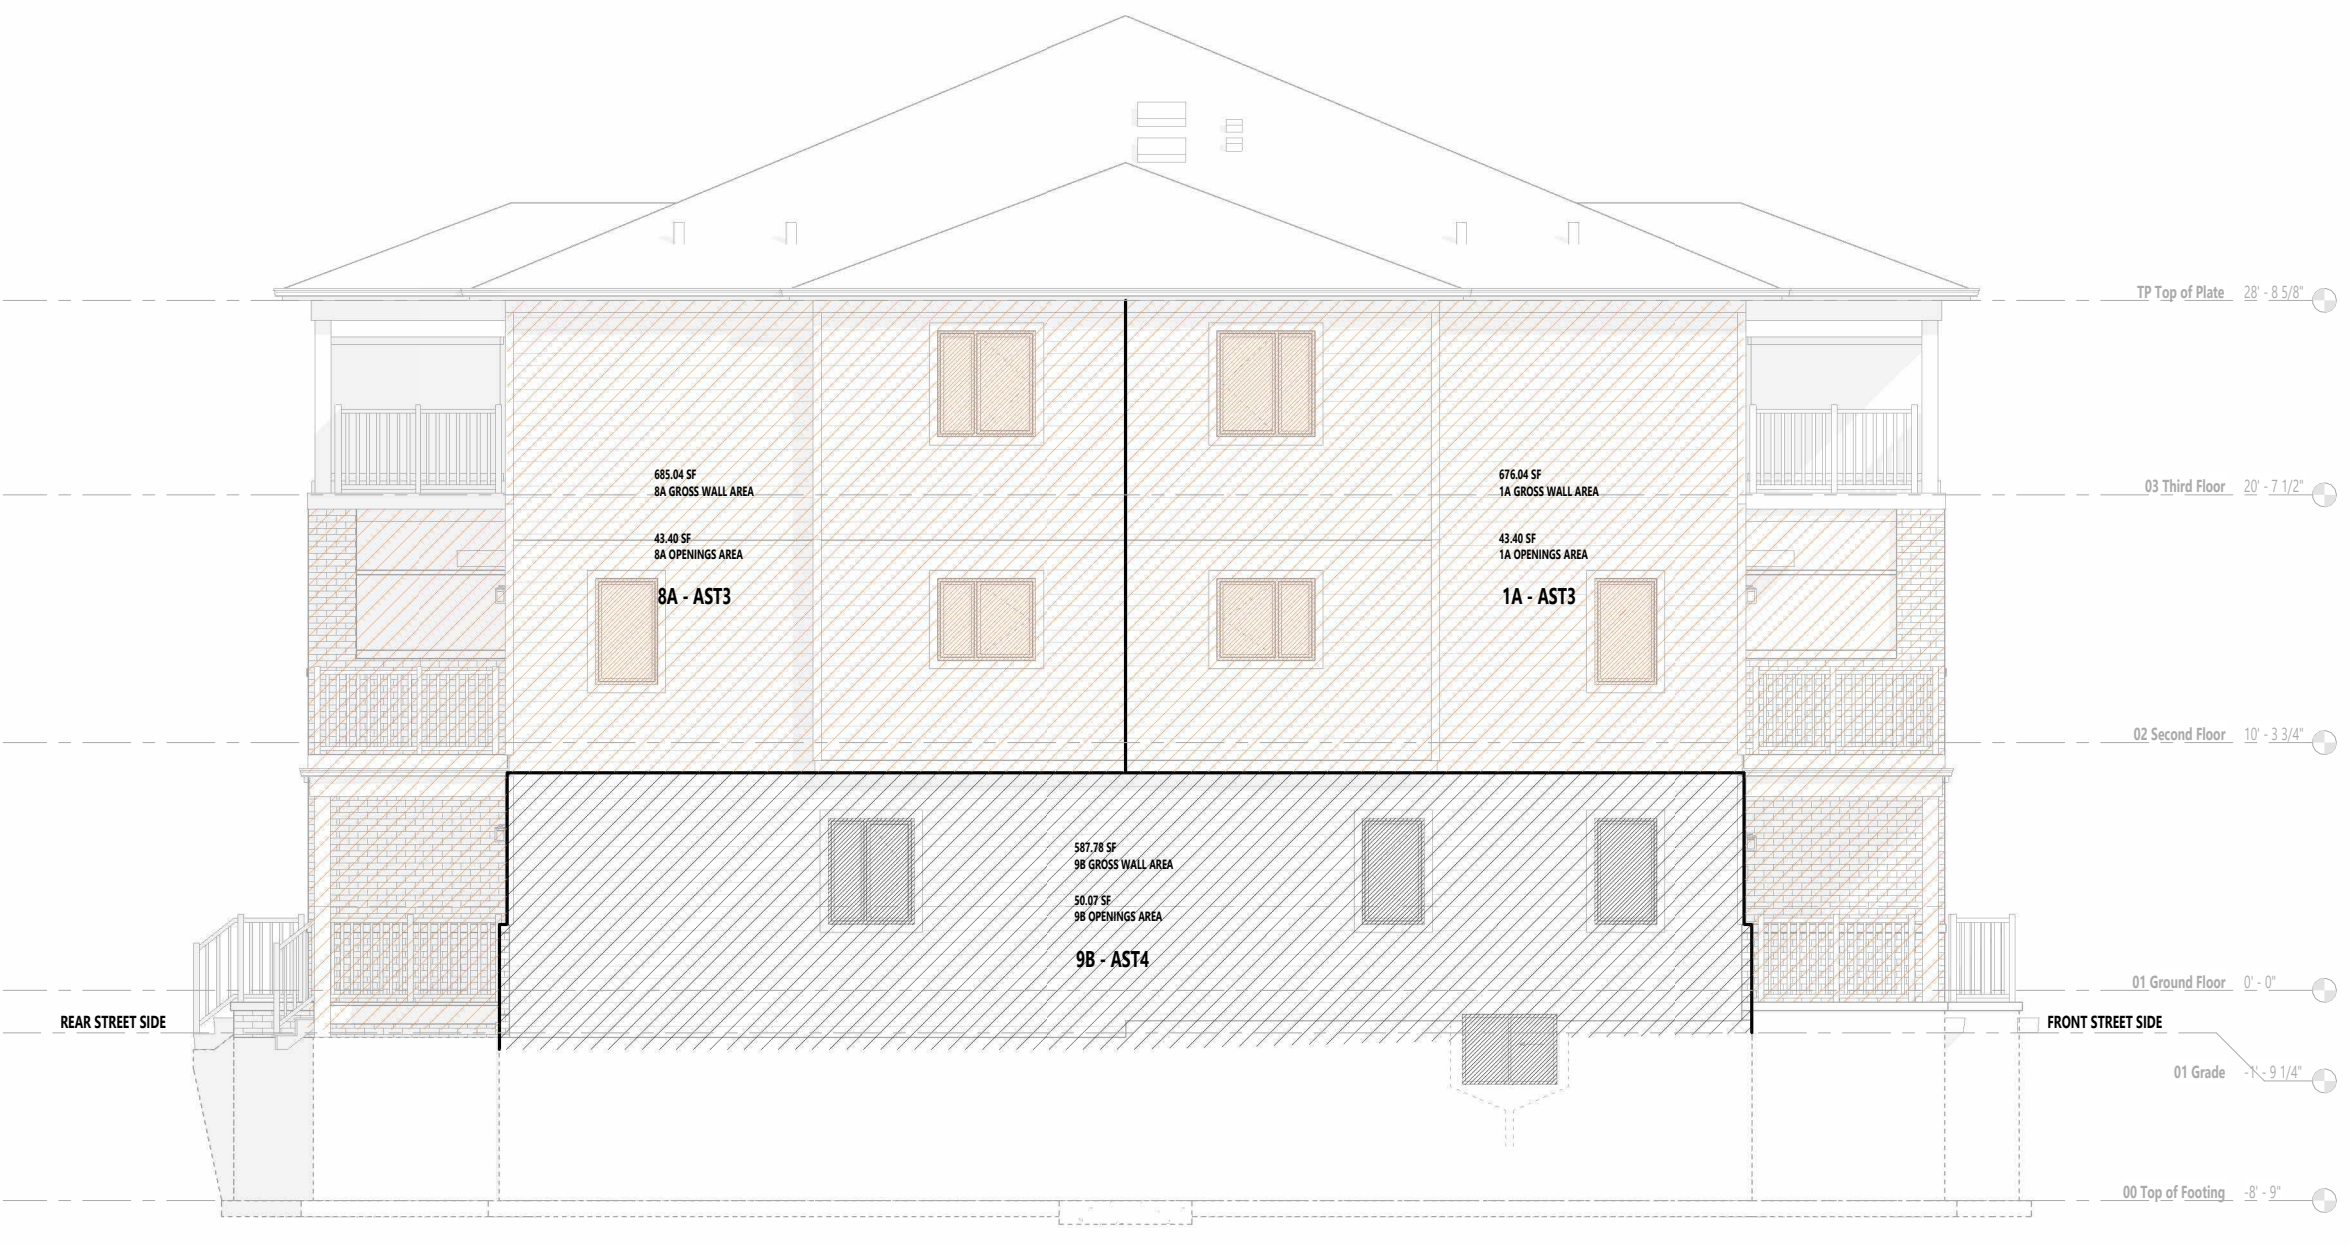 TP Top of Plate 28' - 8 5/8"
685.04 SF
8A GROSS WALL AREA
676.04 SF
1A GROSS WALL AREA
03 Third Floor 20' - 7 1/2"
43.40 SF
8A OPENINGS AREA
43.40 SF
1A OPENINGS AREA
8A - AST3
1A - AST3
02 Second Floor 10' - 3 3/4"
587.78 SF
9B GROSS WALL AREA
50.07 SF
9B OPENINGS AREA
9B - AST4
01 Ground Floor 0' - 0"
REAR STREET SIDE
FRONT STREET SIDE
01 Grade -1' - 9 1/4"
00 Top of Footing -8' - 9"